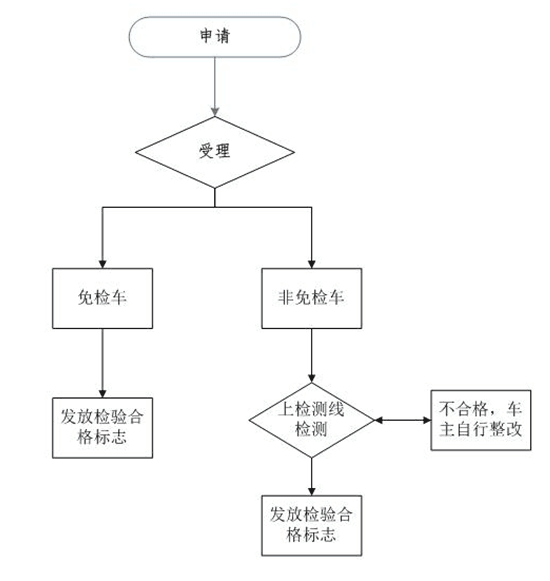 申请
受理
免检车
非免检车
发放检验合
格标志
上检测线
检测
不合格，车
主自行整改
发放检验合
格标志